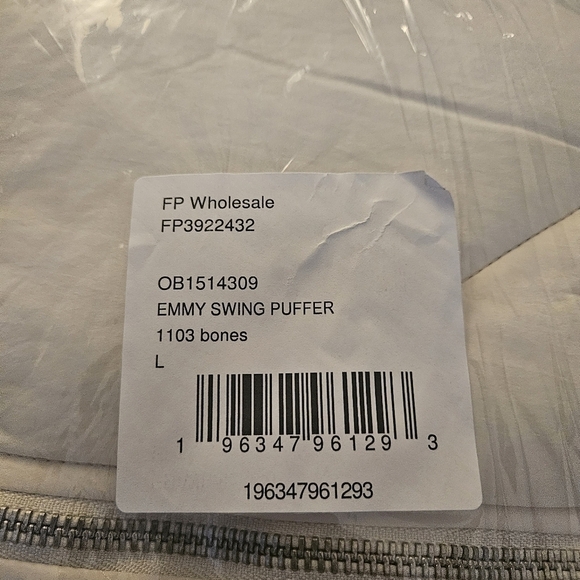 FP Wholesale
FP3922432
OB1514309
EMMY SWING PUFFER
1103 bones
L
1 96347 96129 3
196347961293